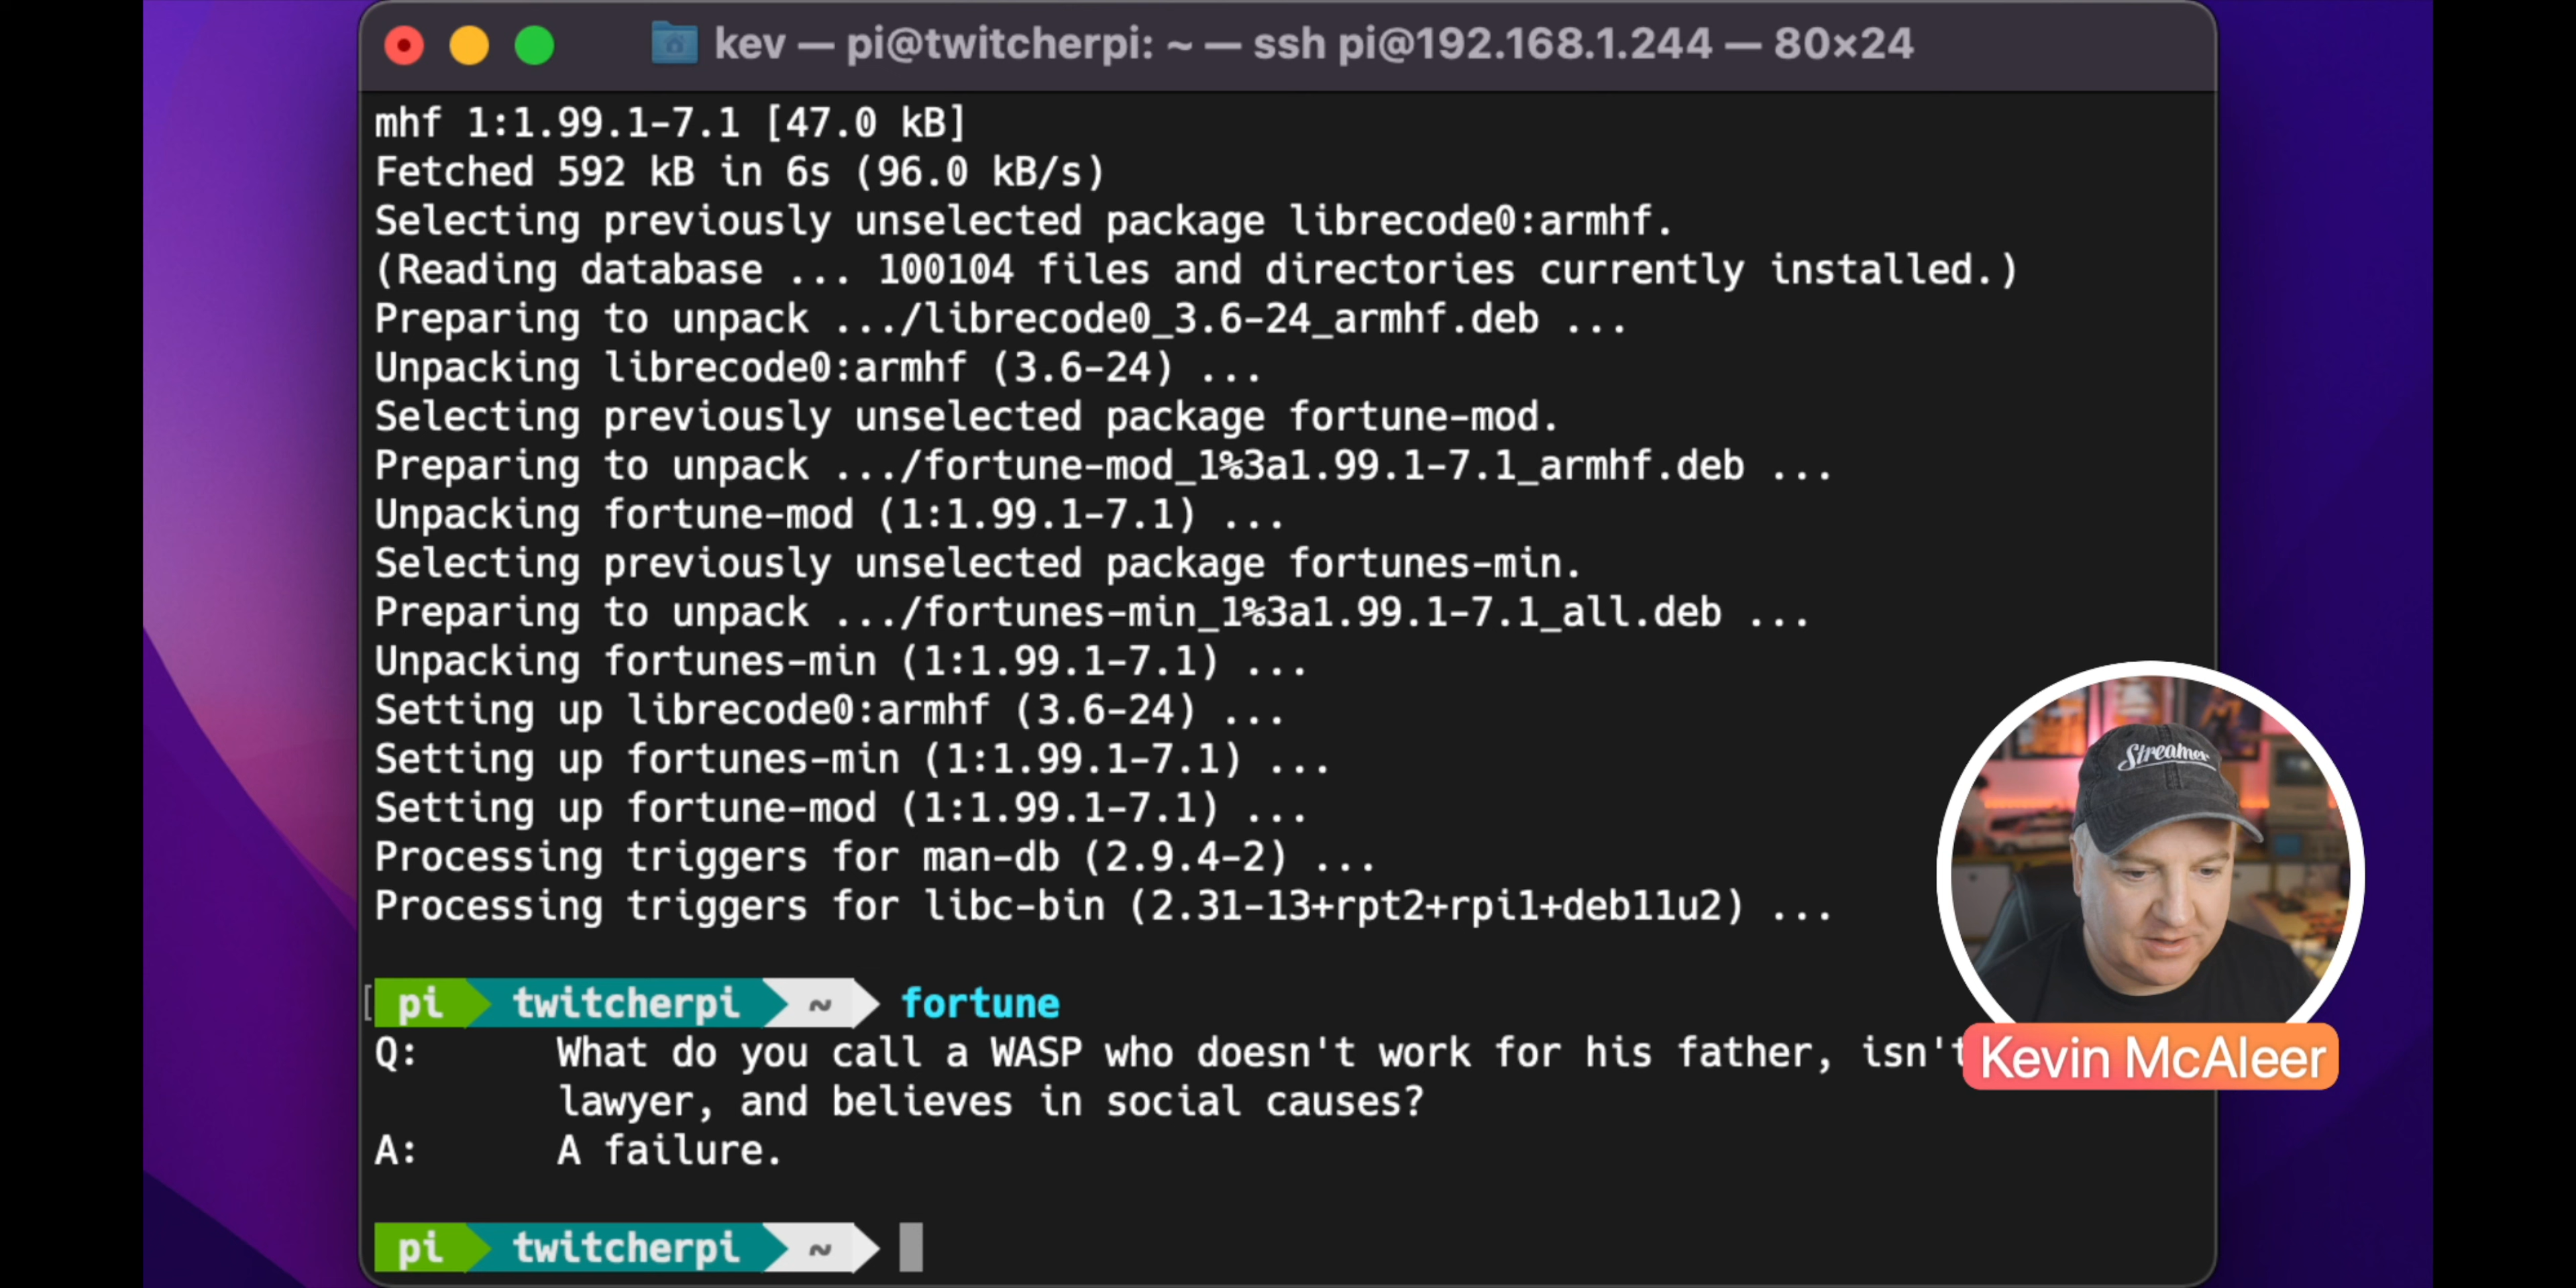 kev — pi@twitcherpi: ~ — ssh pi@192.168.1.244 — 80×24
mhf 1:1.99.1-7.1 [47.0 kB]
Fetched 592 kB in 6s (96.0 kB/s)
Selecting previously unselected package librecode0:armhf.
(Reading database ... 100104 files and directories currently installed.)
Preparing to unpack .../librecode0_3.6-24_armhf.deb ...
Unpacking librecode0:armhf (3.6-24) ...
Selecting previously unselected package fortune-mod.
Preparing to unpack .../fortune-mod_1%3a1.99.1-7.1_armhf.deb ...
Unpacking fortune-mod (1:1.99.1-7.1) ...
Selecting previously unselected package fortunes-min.
Preparing to unpack .../fortunes-min_1%3a1.99.1-7.1_all.deb ...
Unpacking fortunes-min (1:1.99.1-7.1) ...
Setting up librecode0:armhf (3.6-24) ...
Setting up fortunes-min (1:1.99.1-7.1) ...
Setting up fortune-mod (1:1.99.1-7.1) ...
Processing triggers for man-db (2.9.4-2) ...
Processing triggers for libc-bin (2.31-13+rpt2+rpi1+deb11u2) ...
Streamer
[ pi twitcherpi ~ fortune
Q: What do you call a WASP who doesn't work for his father, isn't
Kevin McAleer
lawyer, and believes in social causes?
A: A failure.
pi twitcherpi ~